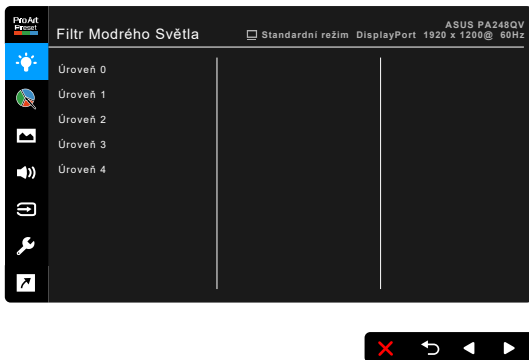 ProArt
Preset
Filtr Modrého Světla
ASUS PA248QV
Standardní režim DisplayPort 1920 x 1200@ 60Hz
Úroveň 0
Úroveň 1
Úroveň 2
Úroveň 3
Úroveň 4